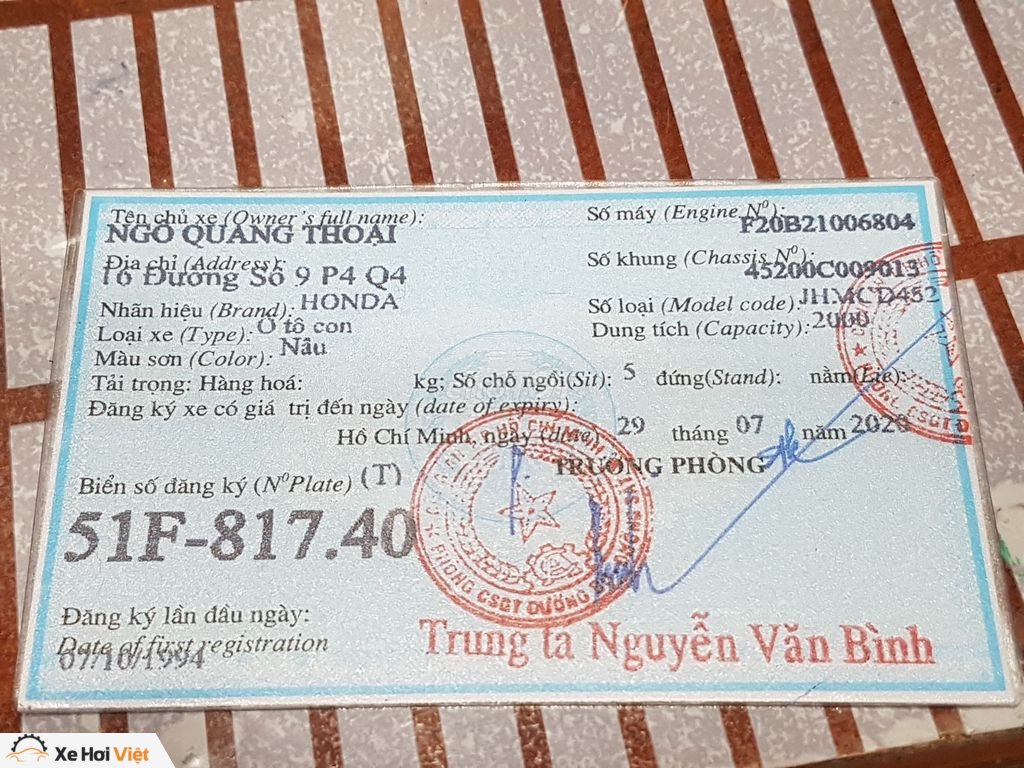 Tên chủ xe (Owner's full name):
NGÔ QUANG THOẠI
Địa chỉ (Address):
16 Đường Số 9 P4 Q4
Nhãn hiệu (Brand): HONDA
Loại xe (Type): Ô tô con
Màu sơn (Color): Nâu
Số máy (Engine Nº):
F20B21006804
Số khung (Chassis Nº):
45200C009013
Số loại (Model code): JHMCD452
Dung tích (Capacity): 2000
Tải trọng: Hàng hoá: kg; Số chỗ ngồi(Sit): 5 đứng(Stand): nằm(Lie):
Đăng ký xe có giá trị đến ngày (date of expiry):
Hồ Chí Minh, ngày (date) 29 tháng 07 năm 2020
TRƯỞNG PHÒNG
Biển số đăng ký (NºPlate) (T)
51F-817.40
Đăng ký lần đầu ngày:
Date of first registration
07/10/1994
Trung tá Nguyễn Văn Bình
Xe Hơi Việt